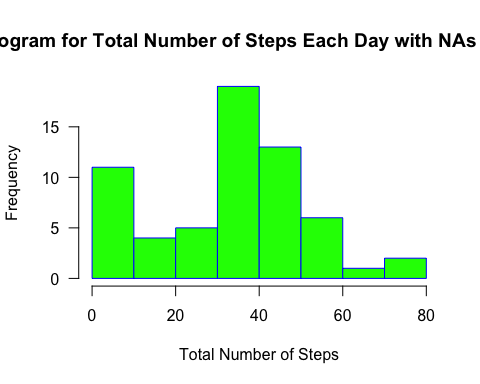 ogram for Total Number of Steps Each Day with NAs
15
10
5
0
Frequency
0 20 40 60 80
Total Number of Steps